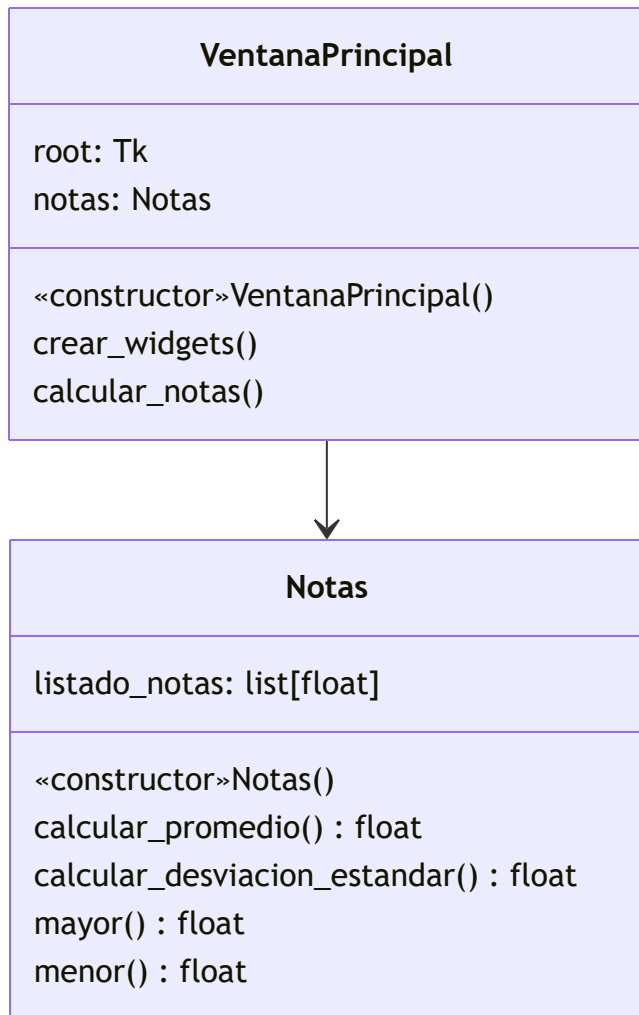 VentanaPrincipal
root: Tk
notas: Notas
«constructor»VentanaPrincipal()
crear_widgets()
calcular_notas()
Notas
listado_notas: list[float]
«constructor»Notas()
calcular_promedio() : float
calcular_desviacion_estandar() : float
mayor() : float
menor() : float